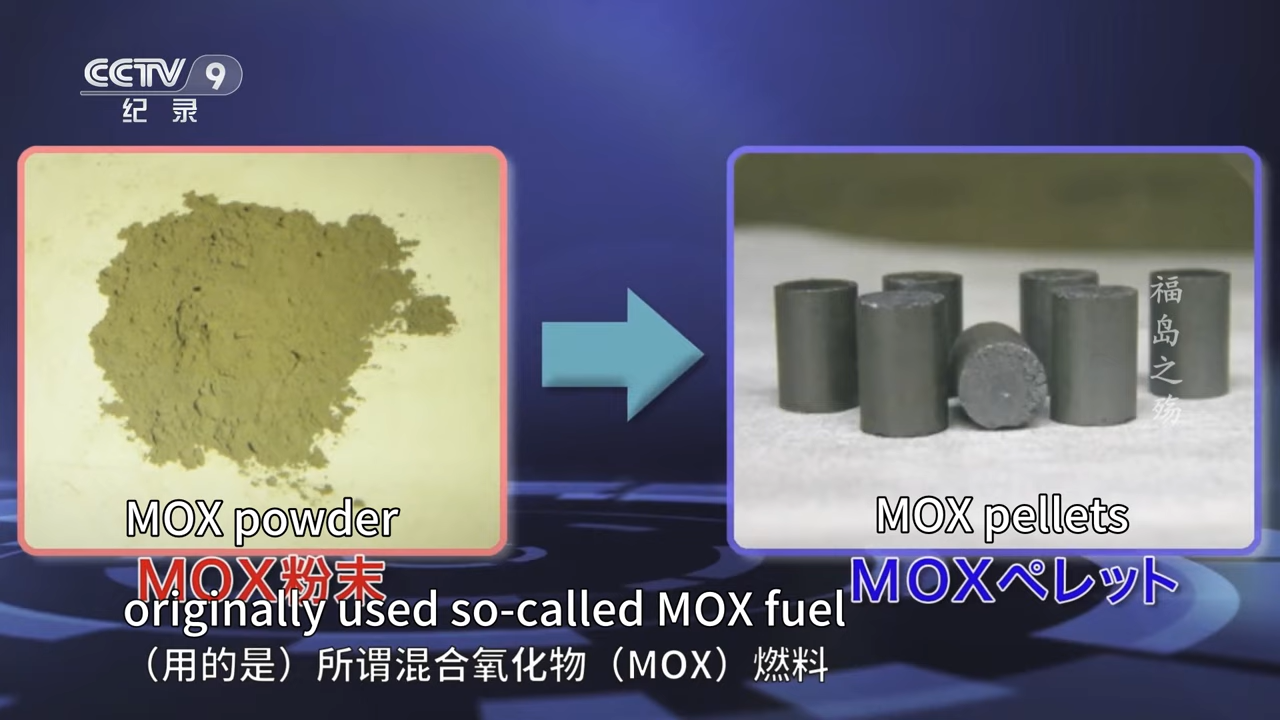 CCTV 9
纪录
福岛之殇
MOX powder
MOX pellets
MOX粉末
MOXペレット
originally used so-called MOX fuel
（用的是）所谓混合氧化物（MOX）燃料